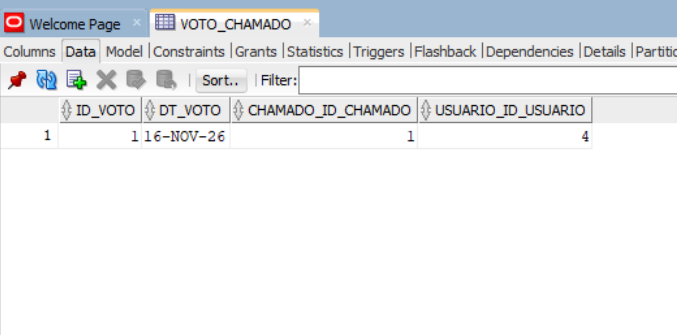 Welcome Page VOTO_CHAMADO
Columns Data Model Constraints Grants Statistics Triggers Flashback Dependencies Details
Sort.. Filter:
ID_VOTO DT_VOTO CHAMADO_ID_CHAMADO USUARIO_ID_USUARIO
1 1 16-NOV-26 1 4